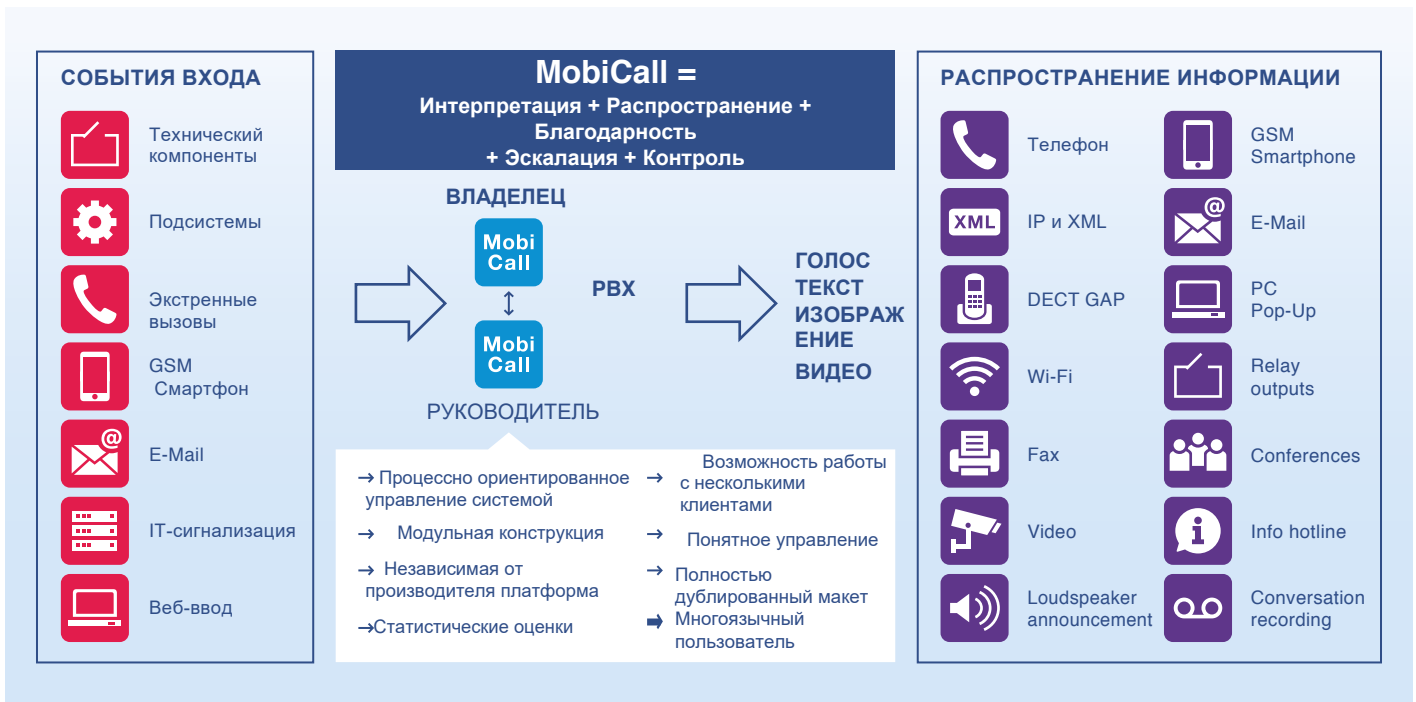 СОБЫТИЯ ВХОДА
Технический
компоненты
Подсистемы
Экстренные
вызовы
GSM
Смартфон
@
E-Mail
IT-сигнализация
Веб-ввод
MobiCall =
Интерпретация + Распространение +
Благодарность
+ Эскалация + Контроль
ВЛАДЕЛЕЦ
Mobi
Call
PBX
Mobi
Call
РУКОВОДИТЕЛЬ
ГОЛОС
ТЕКСТ
ИЗОБРАЖ
ЕНИЕ
ВИДЕО
→ Процессно ориентированное
управление системой
→ Модульная конструкция
→ Независимая от
производителя платформа
→Статистические оценки
Возможность работы
→ с несколькими
клиентами
→ Понятное управление
→ Полностью
дублированный макет
➡ Многоязычный
пользователь
РАСПРОСТРАНЕНИЕ ИНФОРМАЦИИ
Телефон
XML
IP и XML
DECT GAP
Wi-Fi
Fax
Video
Loudspeaker
announcement
GSM
Smartphone
@
E-Mail
PC
Pop-Up
Relay
outputs
Conferences
i
Info hotline
Conversation
recording